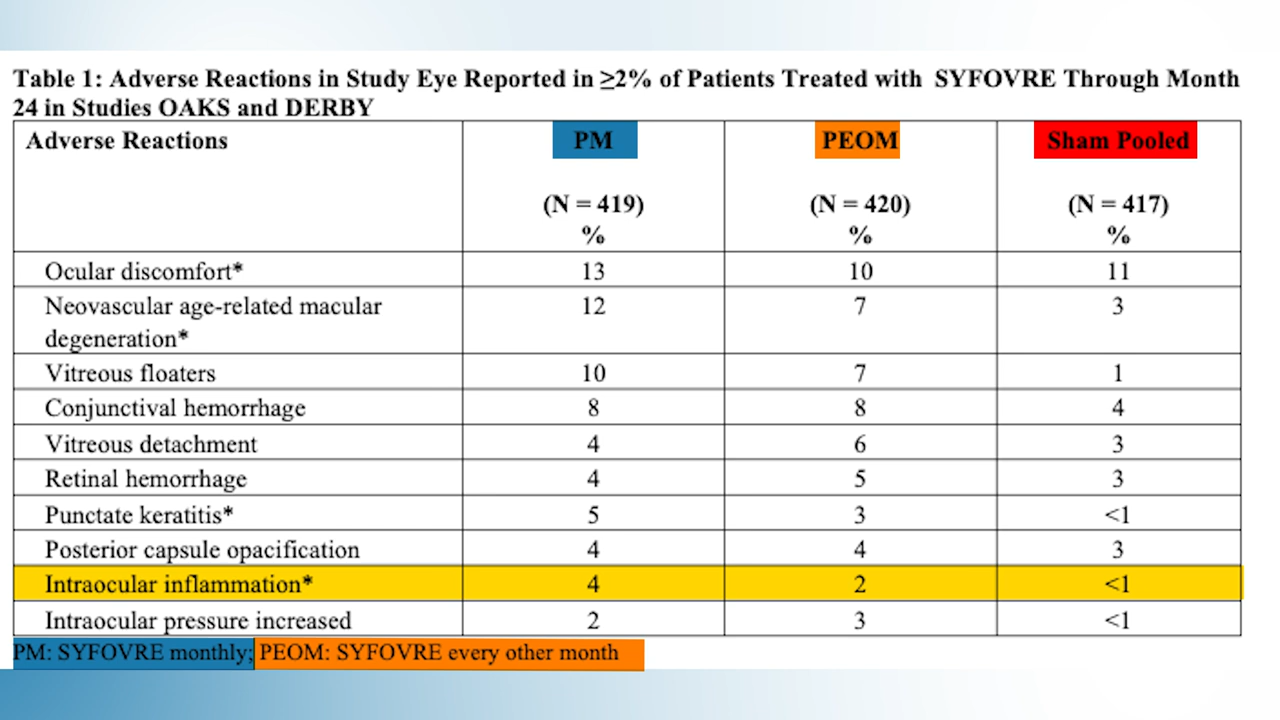 Table 1: Adverse Reactions in Study Eye Reported in ≥2% of Patients Treated with SYFOVRE Through Month
24 in Studies OAKS and DERBY
Adverse Reactions PM PEOM Sham Pooled
(N = 419) (N = 420) (N = 417)
% % %
Ocular discomfort* 13 10 11
Neovascular age-related macular 12 7 3
degeneration*
Vitreous floaters 10 7 1
Conjunctival hemorrhage 8 8 4
Vitreous detachment 4 6 3
Retinal hemorrhage 4 5 3
Punctate keratitis* 5 3 <1
Posterior capsule opacification 4 4 3
Intraocular inflammation* 4 2 <1
Intraocular pressure increased 2 3 <1
PM: SYFOVRE monthly; PEOM: SYFOVRE every other month